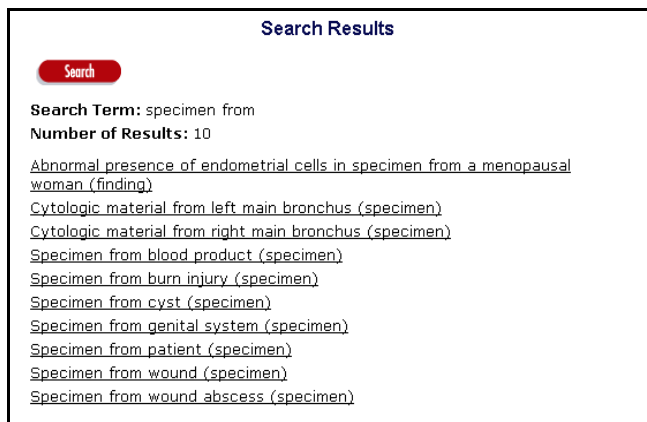 Search Results
Search
Search Term: specimen from
Number of Results: 10
Abnormal presence of endometrial cells in specimen from a menopausal
woman (finding)
Cytologic material from left main bronchus (specimen)
Cytologic material from right main bronchus (specimen)
Specimen from blood product (specimen)
Specimen from burn injury (specimen)
Specimen from cyst (specimen)
Specimen from genital system (specimen)
Specimen from patient (specimen)
Specimen from wound (specimen)
Specimen from wound abscess (specimen)